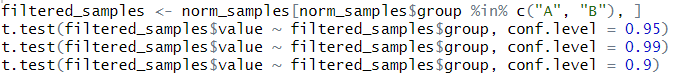 filtered_samples <- norm_samples[norm_samples$group %in% c("A", "B"), ]
t.test(filtered_samples$value ~ filtered_samples$group, conf.level = 0.95)
t.test(filtered_samples$value ~ filtered_samples$group, conf.level = 0.99)
t.test(filtered_samples$value ~ filtered_samples$group, conf.level = 0.9)